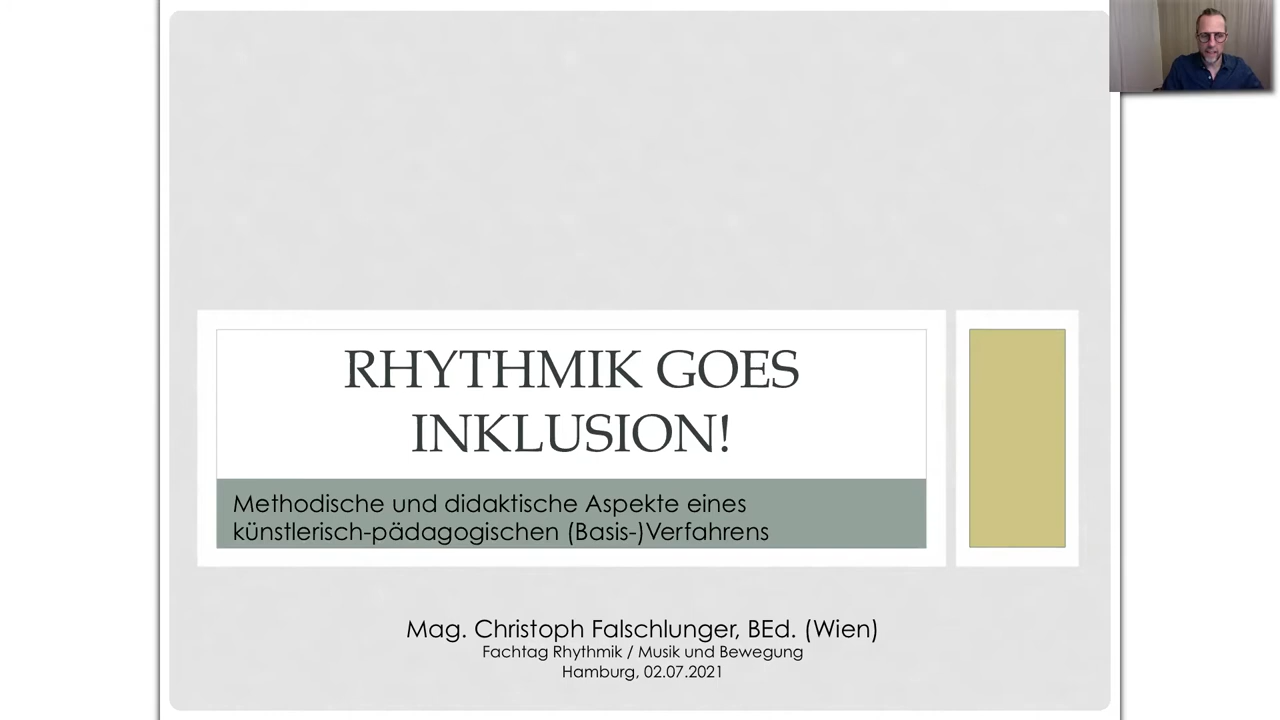 RHYTHMIK GOES
INKLUSION!
Methodische und didaktische Aspekte eines
künstlerisch-pädagogischen (Basis-)Verfahrens
Mag. Christoph Falschlunger, BEd. (Wien)
Fachtag Rhythmik / Musik und Bewegung
Hamburg, 02.07.2021